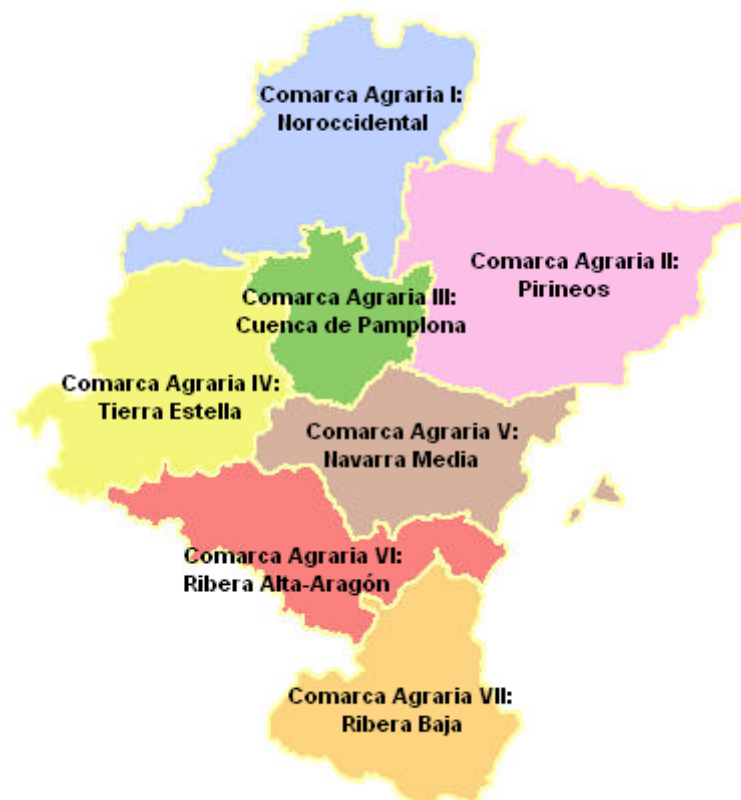 Comarca Agraria I:
Noroccidental
Comarca Agraria II:
Pirineos
Comarca Agraria III:
Cuenca de Pamplona
Comarca Agraria IV:
Tierra Estella
Comarca Agraria V:
Navarra Media
Comarca Agraria VI:
Ribera Alta-Aragón
Comarca Agraria VII:
Ribera Baja